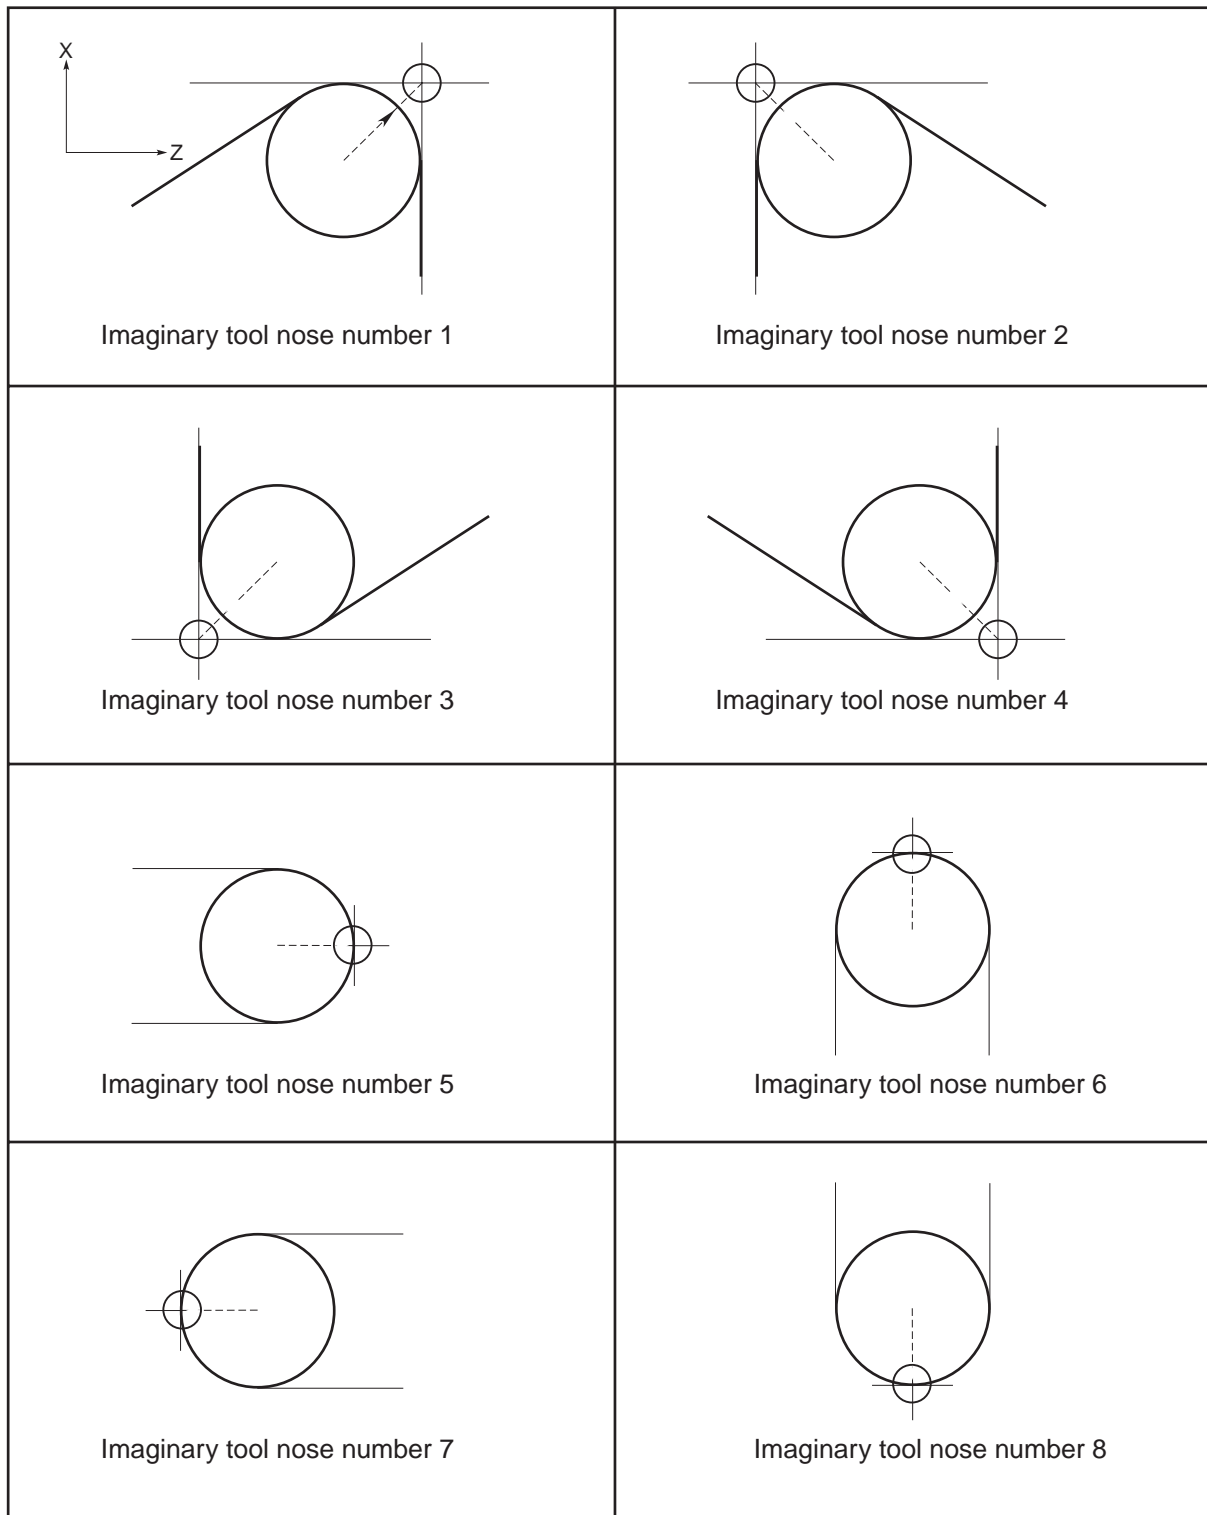 X
Z
Imaginary tool nose number 1
Imaginary tool nose number 2
Imaginary tool nose number 3
Imaginary tool nose number 4
Imaginary tool nose number 5
Imaginary tool nose number 6
Imaginary tool nose number 7
Imaginary tool nose number 8